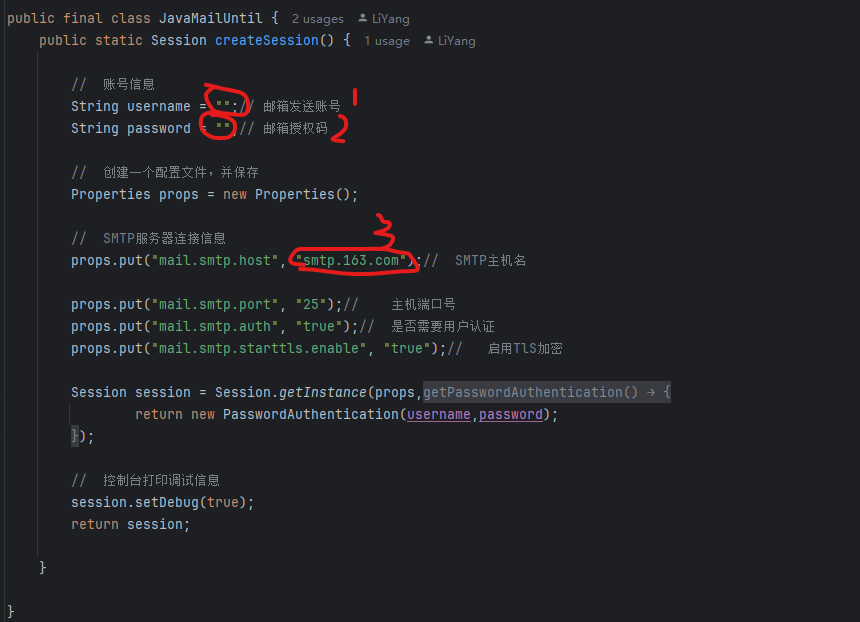 public final class JavaMailUntil {  2 usages  LiYang
public static Session createSession() {  1 usage  LiYang
//  账号信息
String username = "";// 邮箱发送账号 1
String password = "";// 邮箱授权码 2
//  创建一个配置文件，并保存
Properties props = new Properties();
3
//  SMTP服务器连接信息
props.put("mail.smtp.host", "smtp.163.com");//  SMTP主机名
props.put("mail.smtp.port", "25");//    主机端口号
props.put("mail.smtp.auth", "true");//  是否需要用户认证
props.put("mail.smtp.starttls.enable", "true");//   启用TlS加密
Session session = Session.getInstance(props,getPasswordAuthentication() → {
return new PasswordAuthentication(username,password);
});
//  控制台打印调试信息
session.setDebug(true);
return session;
}
}